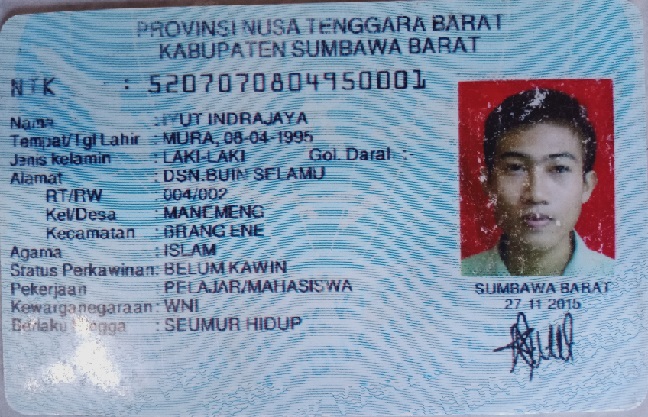 PROVINSI NUSA TENGGARA BARAT
KABUPATEN SUMBAWA BARAT
NIK : 5207070804950001
Nama : IYUT INDRAJAYA
Tempat/Tgl Lahir : MURA, 08-04-1995
Jenis kelamin : LAKI-LAKI Gol. Darah :-
Alamat : DSN.BUIN SELAMU
RT/RW : 004/002
Kel/Desa : MANEMENG
Kecamatan : BRANG ENE
Agama : ISLAM
Status Perkawinan: BELUM KAWIN
Pekerjaan : PELAJAR/MAHASISWA
Kewarganegaraan: WNI
Berlaku Hingga : SEUMUR HIDUP
SUMBAWA BARAT
27-11-2015